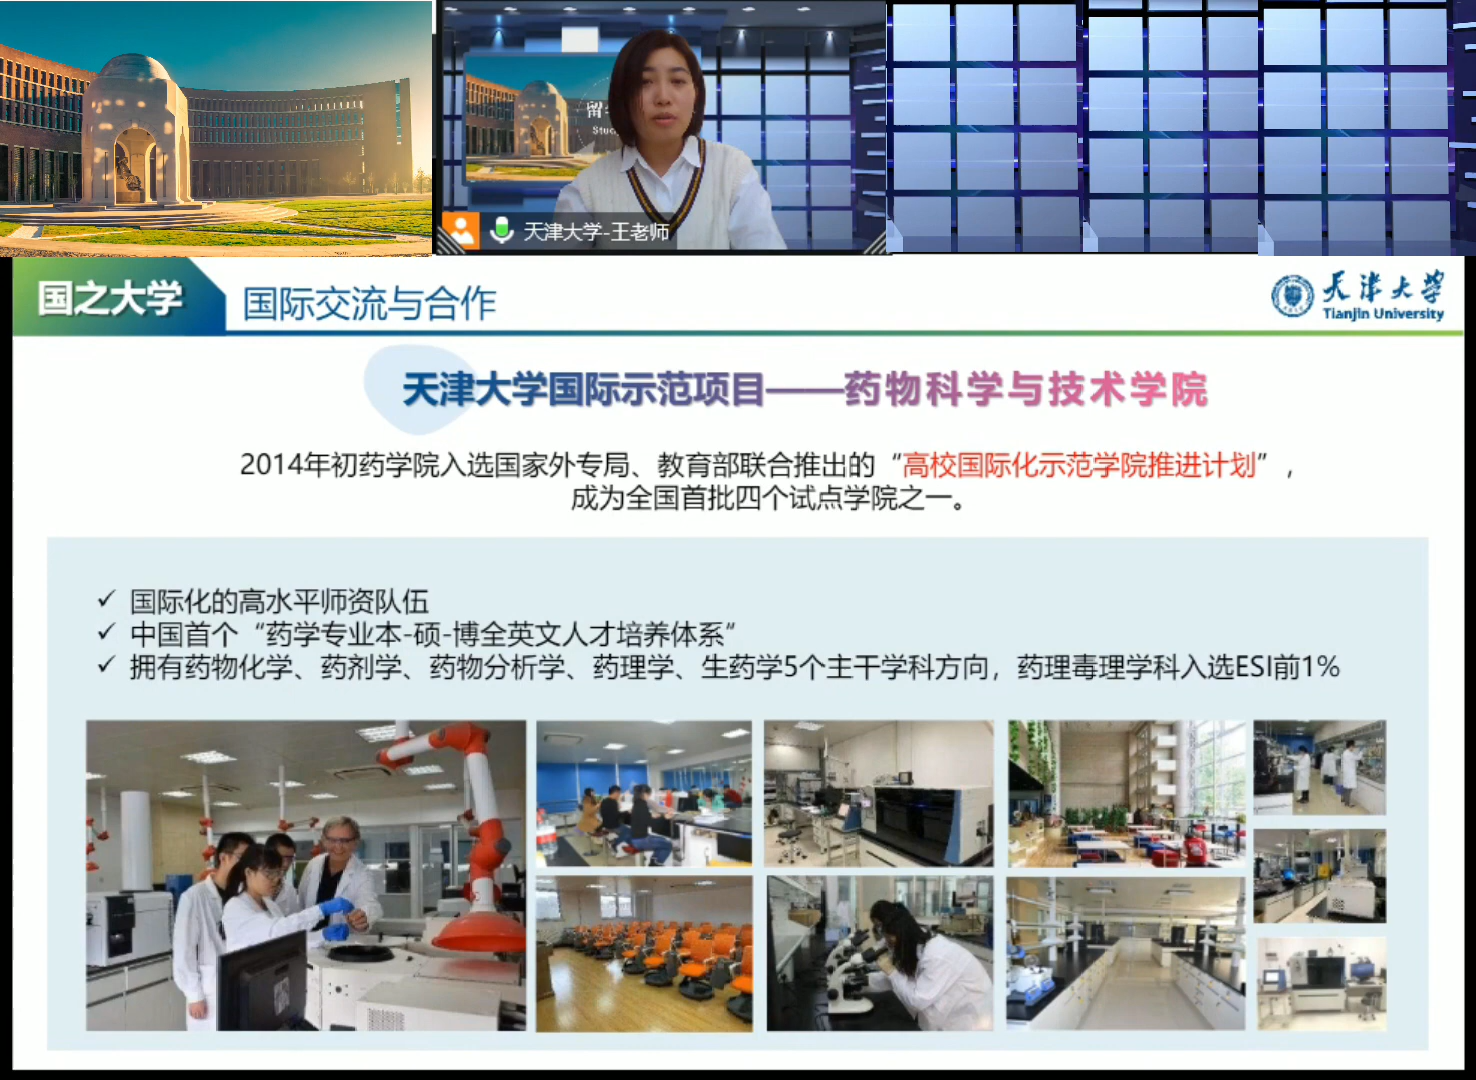 留
Stud
天津大学-王老师
国之大学
国际交流与合作
天津大学
Tianjin University
天津大学国际示范项目——药物科学与技术学院
2014年初药学院入选国家外专局、教育部联合推出的“高校国际化示范学院推进计划”，
成为全国首批四个试点学院之一。
✓ 国际化的高水平师资队伍
✓ 中国首个“药学专业本-硕-博全英文人才培养体系”
✓ 拥有药物化学、药剂学、药物分析学、药理学、生药学5个主干学科方向，药理毒理学科入选ESI前1%